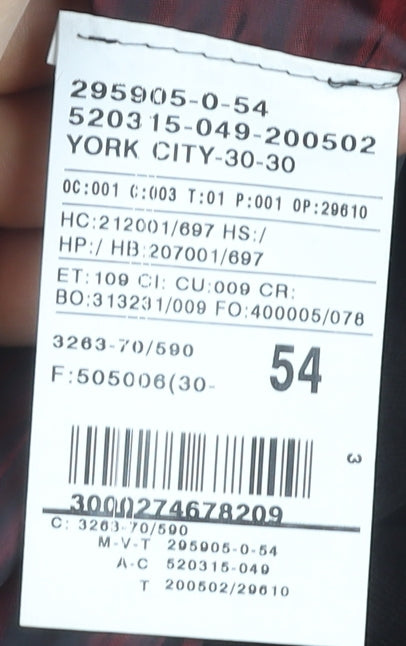 295905-0-54
520315-049-200502
YORK CITY-30-30
OC:001 C:003 T:01 P:001 OP:29610
HC:212001/697 HS:/
HP:/ HB:207001/697
ET:109 CI: CU:009 CR:
BO:313231/009 FO:400005/078
3263-70/590
54
F:505006(30-
3
3000274678209
C: 3263-70/590
M-V-T 295905-0-54
A-C 520315-049
T 200502/29610